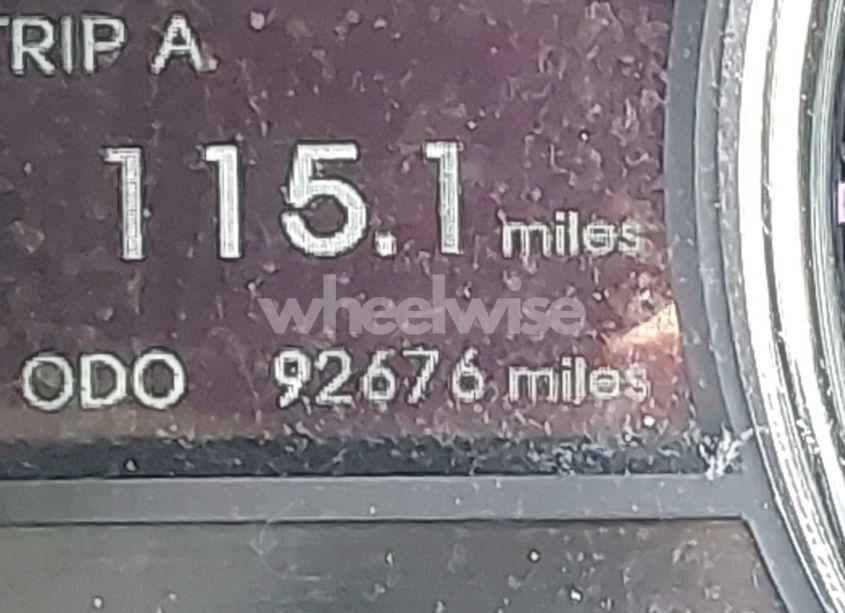 TRIP A
115.1 miles
wheelwise
ODO 92676 miles